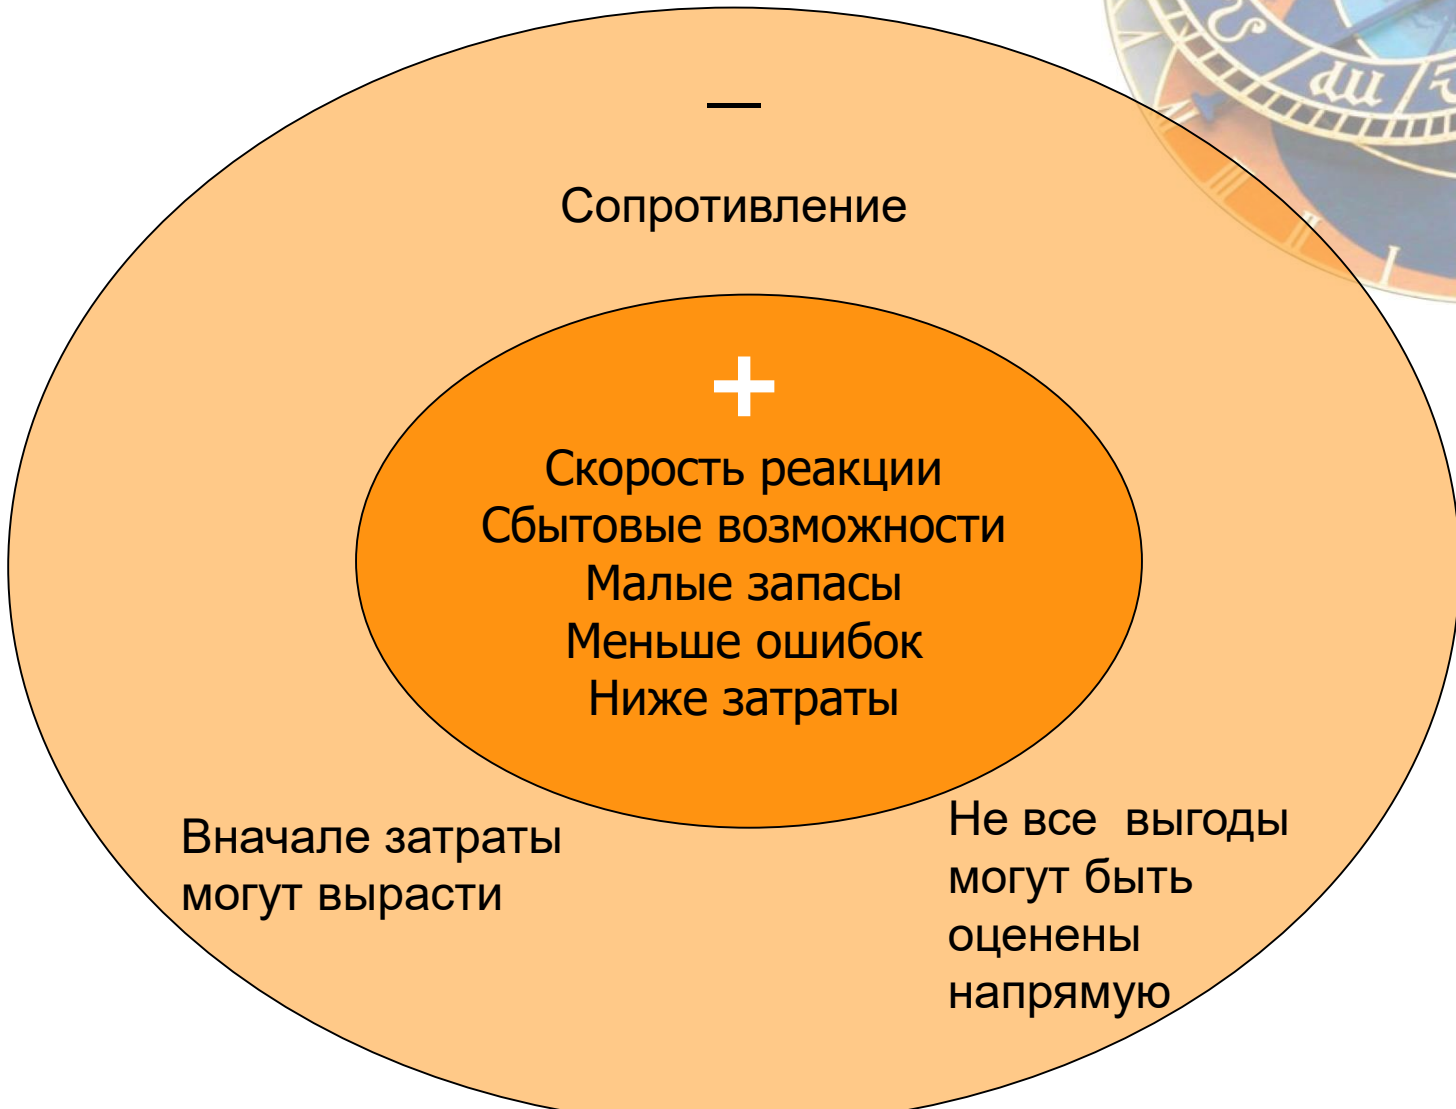 —
Сопротивление
+
Скорость реакции
Сбытовые возможности
Малые запасы
Меньше ошибок
Ниже затраты
Вначале затраты
могут вырасти
Не все  выгоды
могут быть
оценены
напрямую